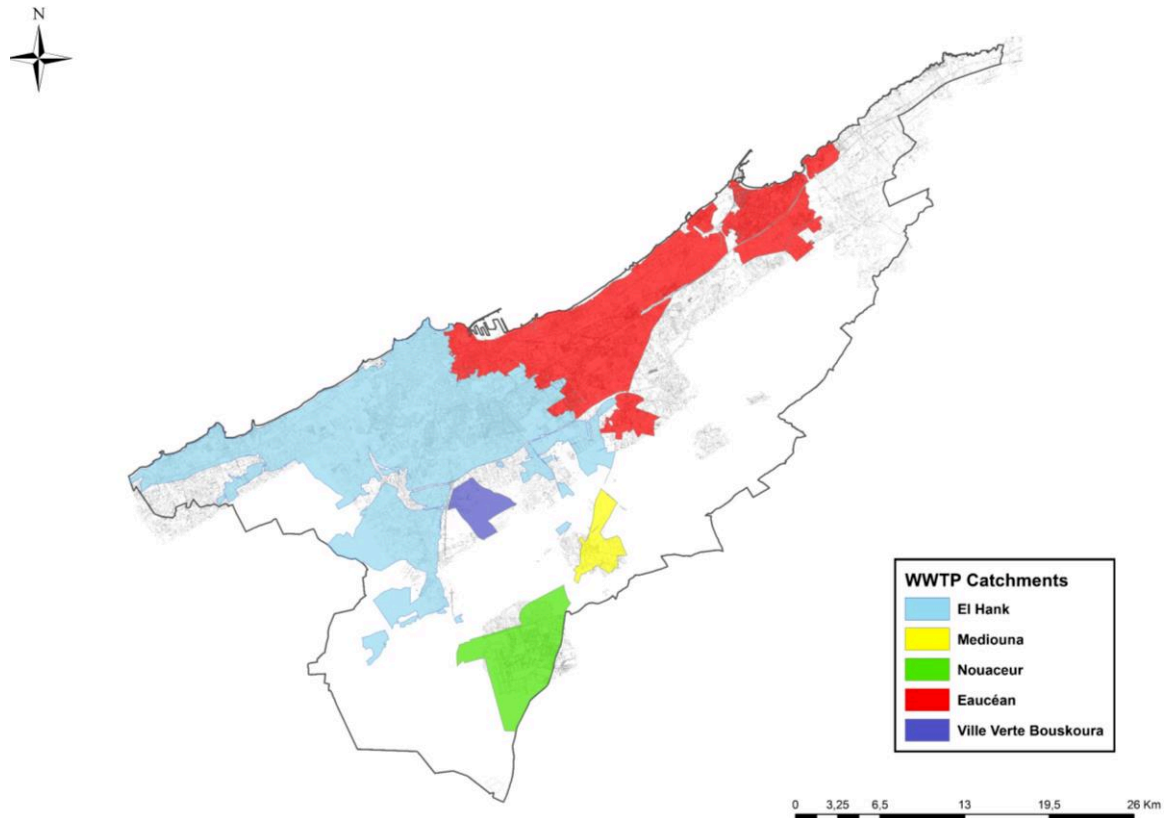 N
WWTP Catchments
El Hank
Mediouna
Nouaceur
Eaucéan
Ville Verte Bouskoura
0 3,25 6,5 13 19,5 26 Km